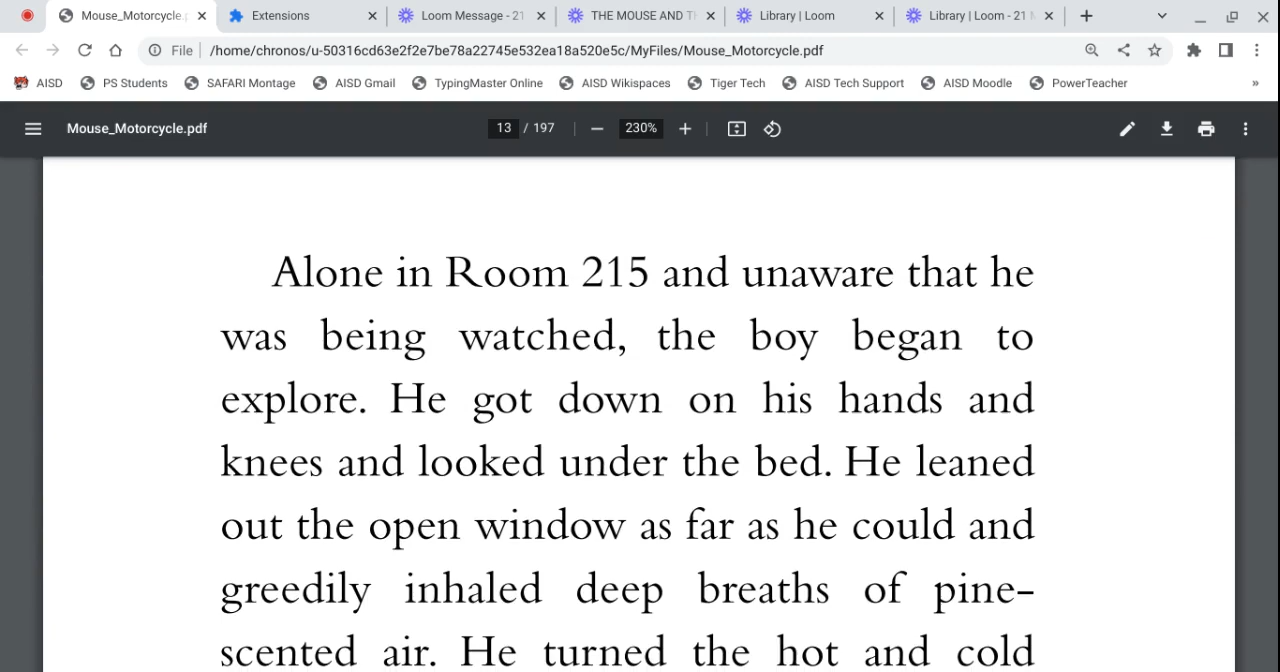 Mouse_Motorcycle.p
Extensions
Loom Message - 21
THE MOUSE AND T
Library | Loom
Library | Loom - 21
File
/home/chronos/u-50316cd63e2f2e7be78a22745e532ea18a520e5c/MyFiles/Mouse_Motorcycle.pdf
AISD
PS Students
SAFARI Montage
AISD Gmail
TypingMaster Online
AISD Wikispaces
Tiger Tech
AISD Tech Support
AISD Moodle
PowerTeacher
»
Mouse_Motorcycle.pdf
13 / 197
230%
Alone in Room 215 and unaware that he
was being watched, the boy began to
explore. He got down on his hands and
knees and looked under the bed. He leaned
out the open window as far as he could and
greedily inhaled deep breaths of pine-
scented air. He turned the hot and cold